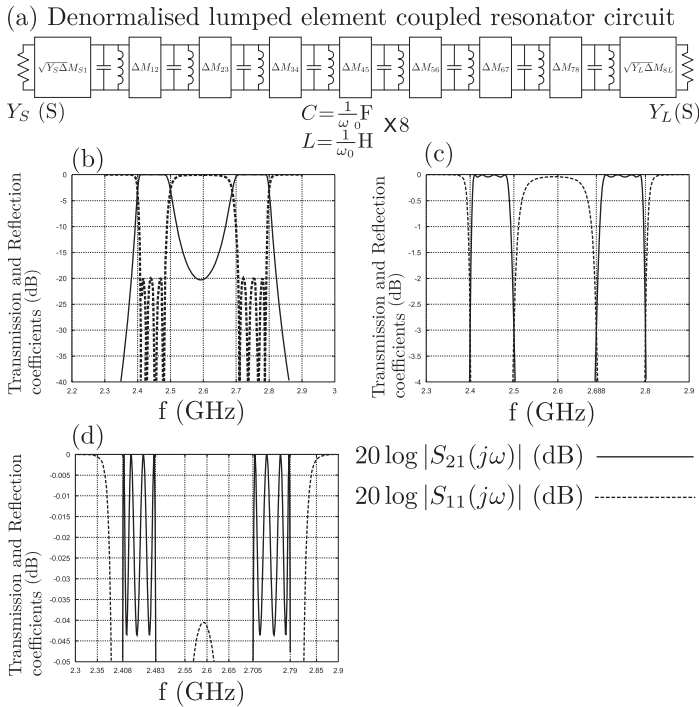 (a) Denormalised lumped element coupled resonator circuit
√Y_SΔM_S1 ΔM_12 ΔM_23 ΔM_34 ΔM_45 ΔM_56 ΔM_67 ΔM_78 √Y_LΔM_8L
Y_S (S) Y_L(S)
C=1/ω_0 F
L=1/ω_0 H
X8
(b)
Transmission and Reflection
coefficients (dB)
0
-5
-10
-15
-20
-25
-30
-35
-40
2.2 2.3 2.4 2.5 2.6 2.7 2.8 2.9 3
f (GHz)
(c)
Transmission and Reflection
coefficients (dB)
0
-0.5
-1
-1.5
-2
-2.5
-3
-3.5
-4
2.3 2.4 2.5 2.6 2.688 2.8 2.9
f (GHz)
(d)
Transmission and Reflection
coefficients (dB)
0
-0.005
-0.01
-0.015
-0.02
-0.025
-0.03
-0.035
-0.04
-0.045
-0.05
2.3 2.35 2.408 2.483 2.55 2.6 2.65 2.705 2.79 2.85 2.9
f (GHz)
20 log |S_21(jω)| (dB)
20 log |S_11(jω)| (dB)